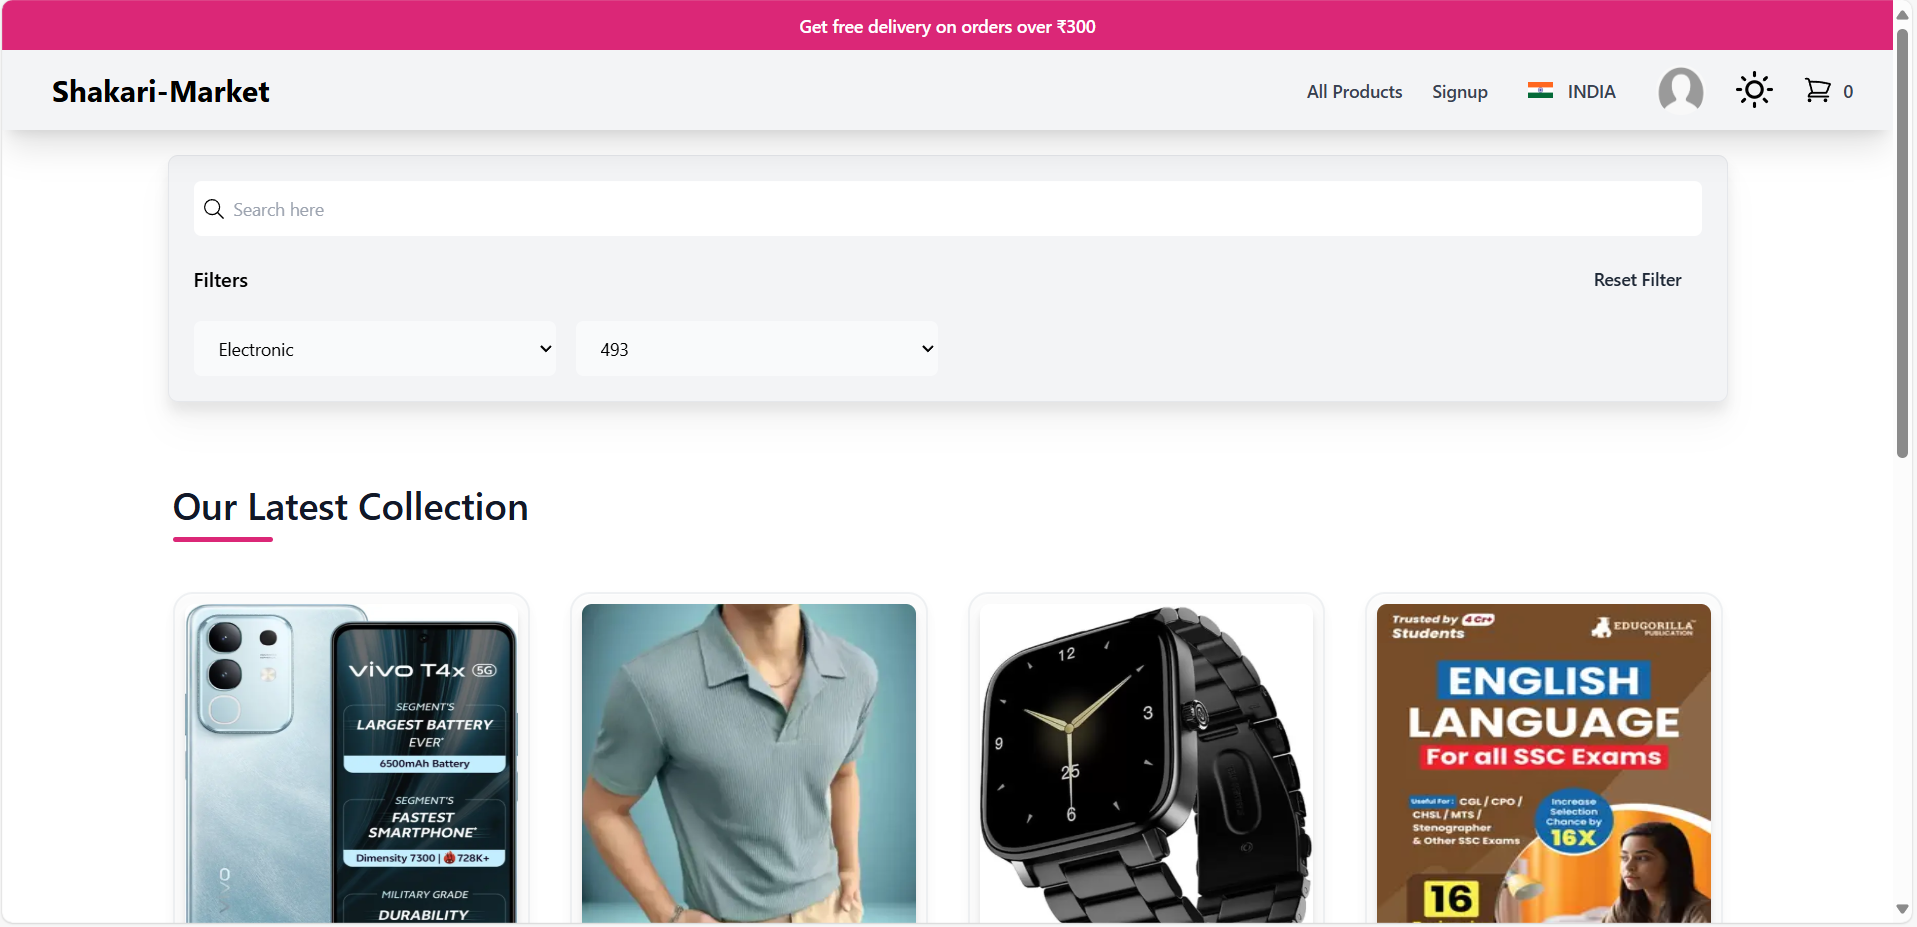 Get free delivery on orders over ₹300
Shakari-Market
All Products
Signup
INDIA
0
Search here
Filters
Reset Filter
Electronic
493
Our Latest Collection
vivo T4x 5G
SEGMENT'S
LARGEST BATTERY
EVER*
6500mAh Battery
SEGMENT'S
FASTEST
SMARTPHONE*
Dimensity 7300 | 728K+
MILITARY GRADE
DURABILITY
VO
12
3
9
25
6
Trusted by 4 Cr+
Students
EDUGORILLA
PUBLICATION
ENGLISH
LANGUAGE
For all SSC Exams
Useful For : CGL / CPO /
CHSL / MTS /
Stenographer
& Other SSC Exams
Increase
Selection
Chance by
16X
16